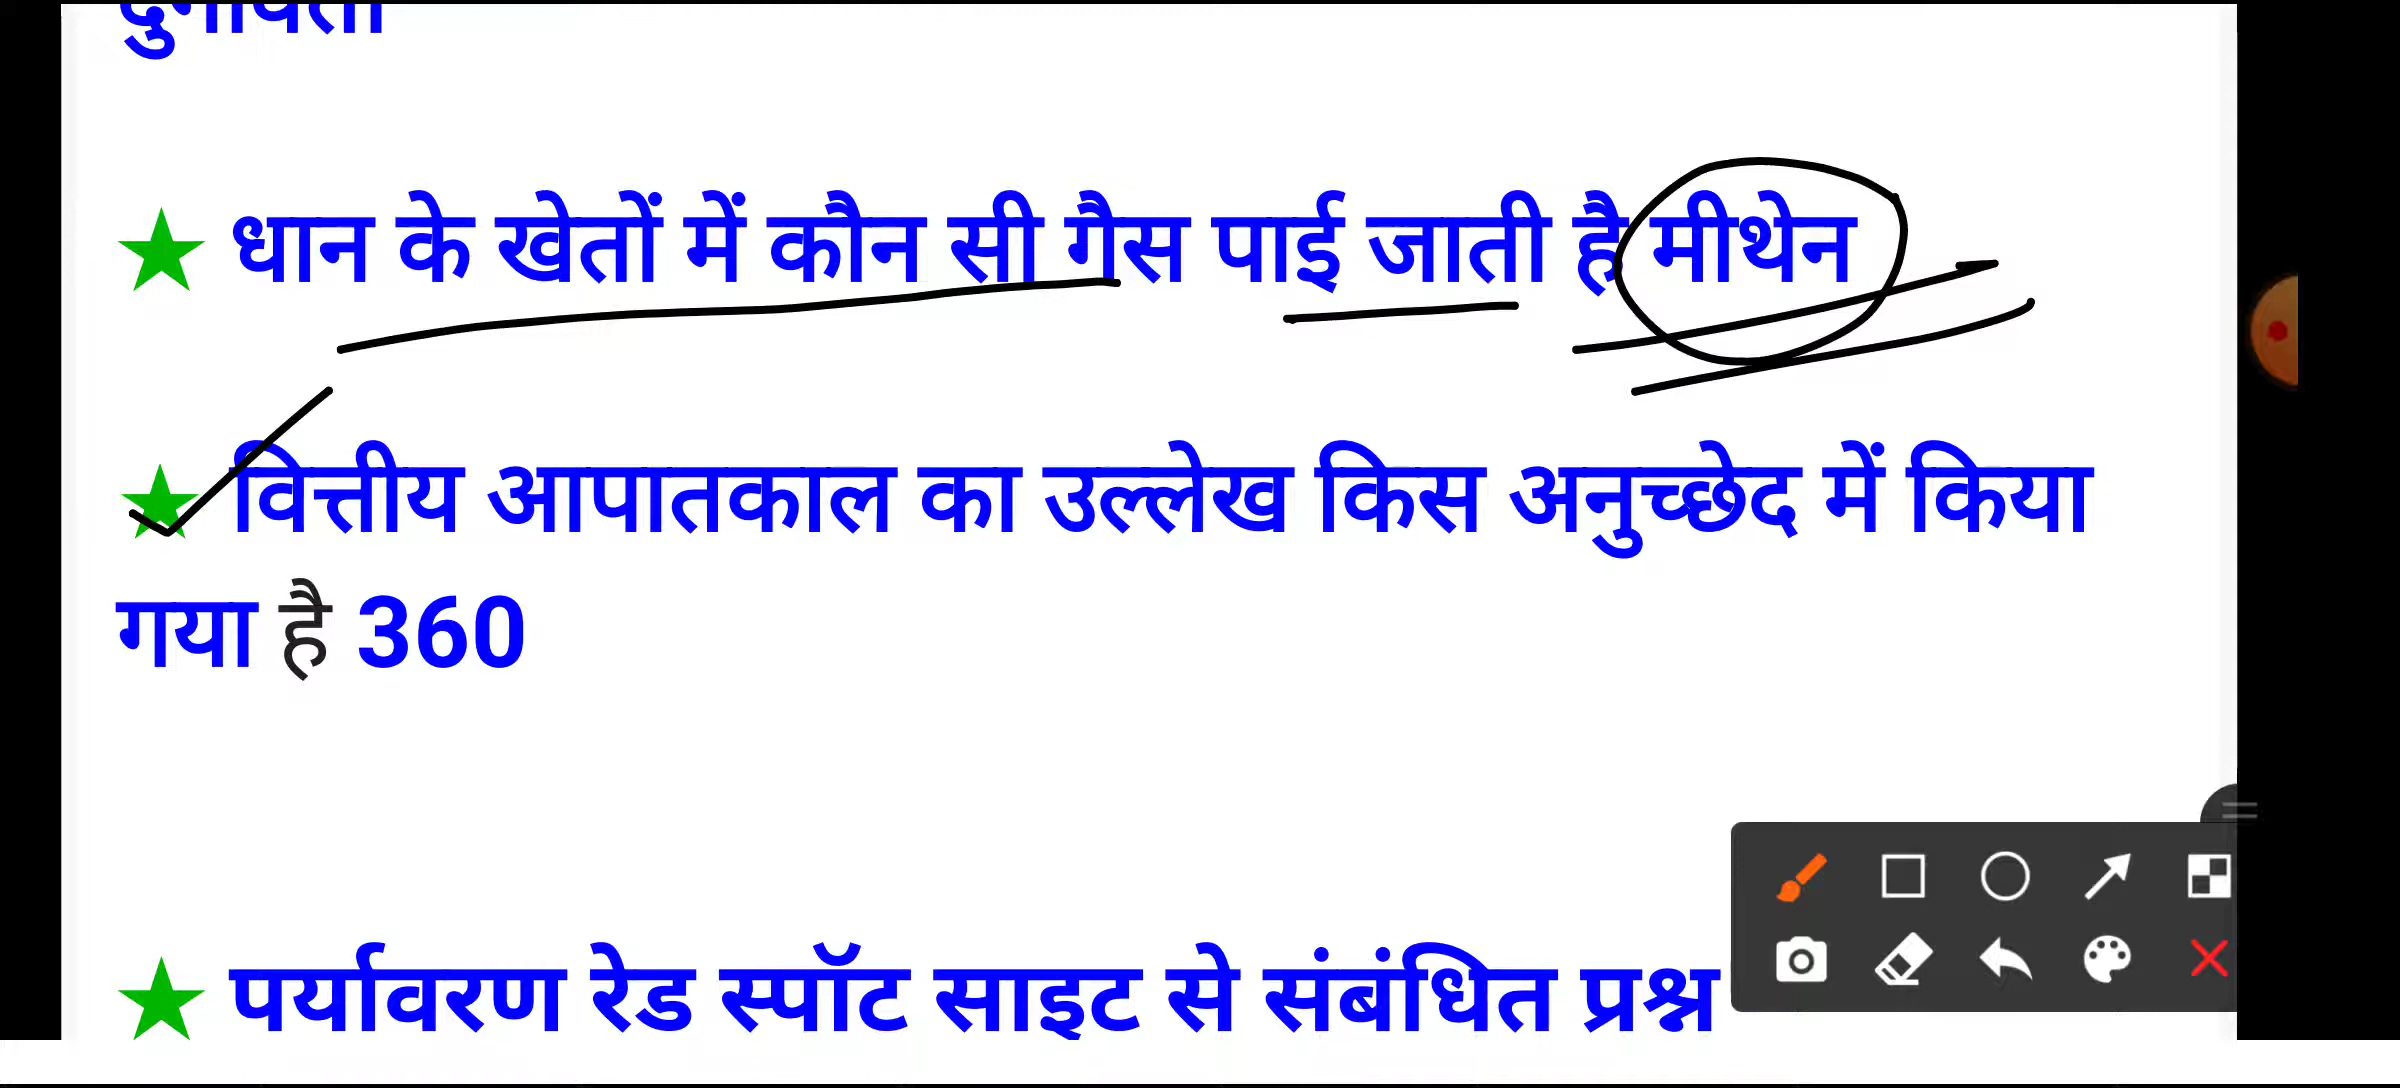 ★ धान के खेतों में कौन सी गैस पाई जाती है मीथेन
★ वित्तीय आपातकाल का उल्लेख किस अनुच्छेद में किया
गया है 360
★ पर्यावरण रेड स्पॉट साइट से संबंधित प्रश्न